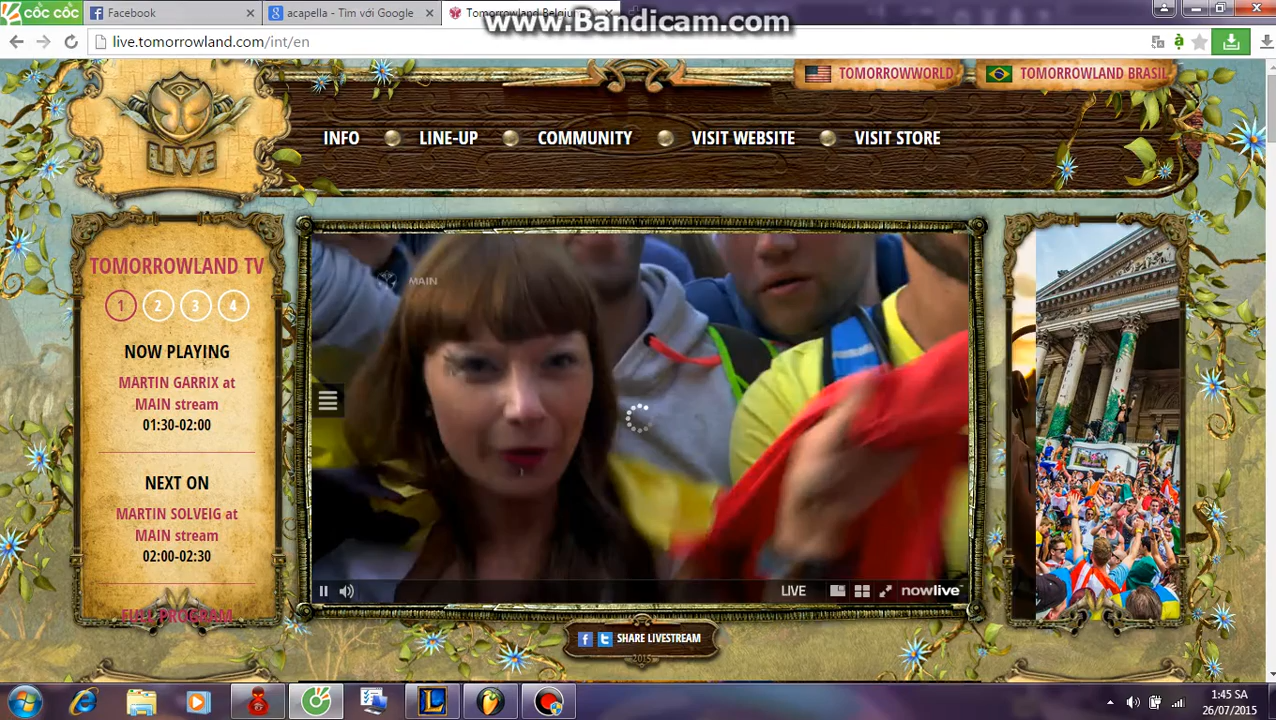 www.Bandicam.com
cốc cốc
Facebook
acapella - Tìm với Google
Tomorrowland Belgiu
live.tomorrowland.com/int/en
TOMORROWWORLD
TOMORROWLAND BRASIL
LIVE
INFO
LINE-UP
COMMUNITY
VISIT WEBSITE
VISIT STORE
TOMORROWLAND TV
1 2 3 4
NOW PLAYING
MARTIN GARRIX at
MAIN stream
01:30-02:00
NEXT ON
MARTIN SOLVEIG at
MAIN stream
02:00-02:30
FULL PROGRAM
MAIN
LIVE
nowlive
SHARE LIVESTREAM
2015
1:45 SA
26/07/2015